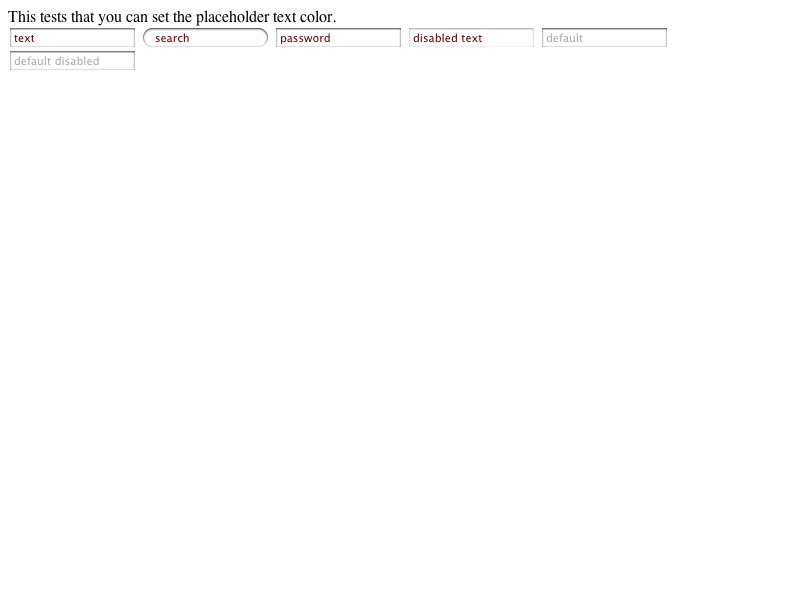 This tests that you can set the placeholder text color.
text search password disabled text default
default disabled